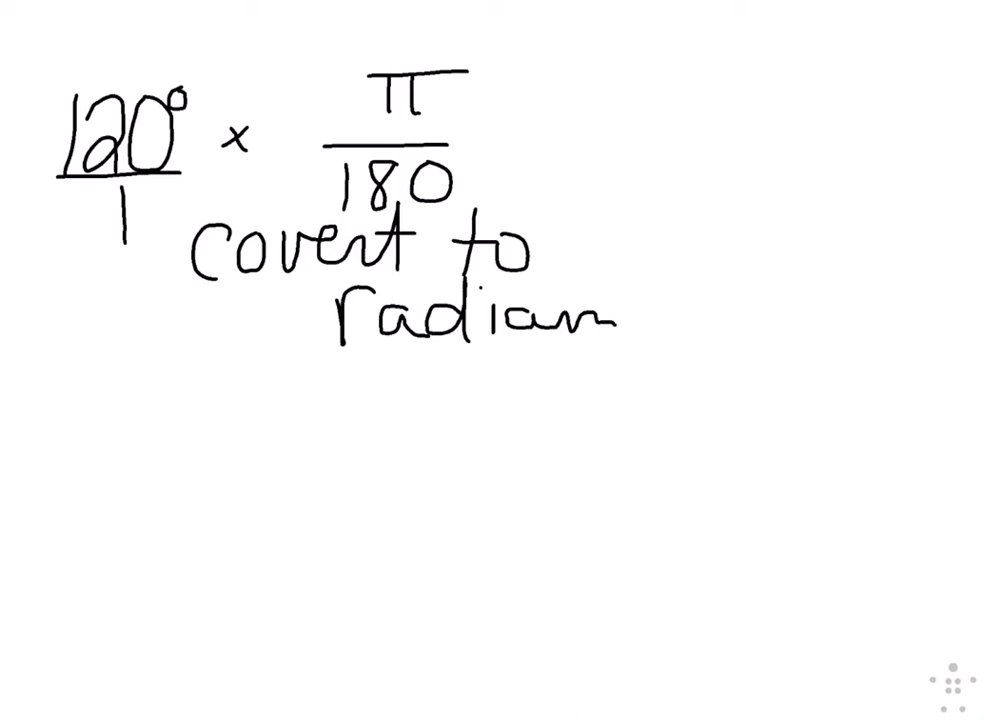 120° × π
1 180
covert to
radian